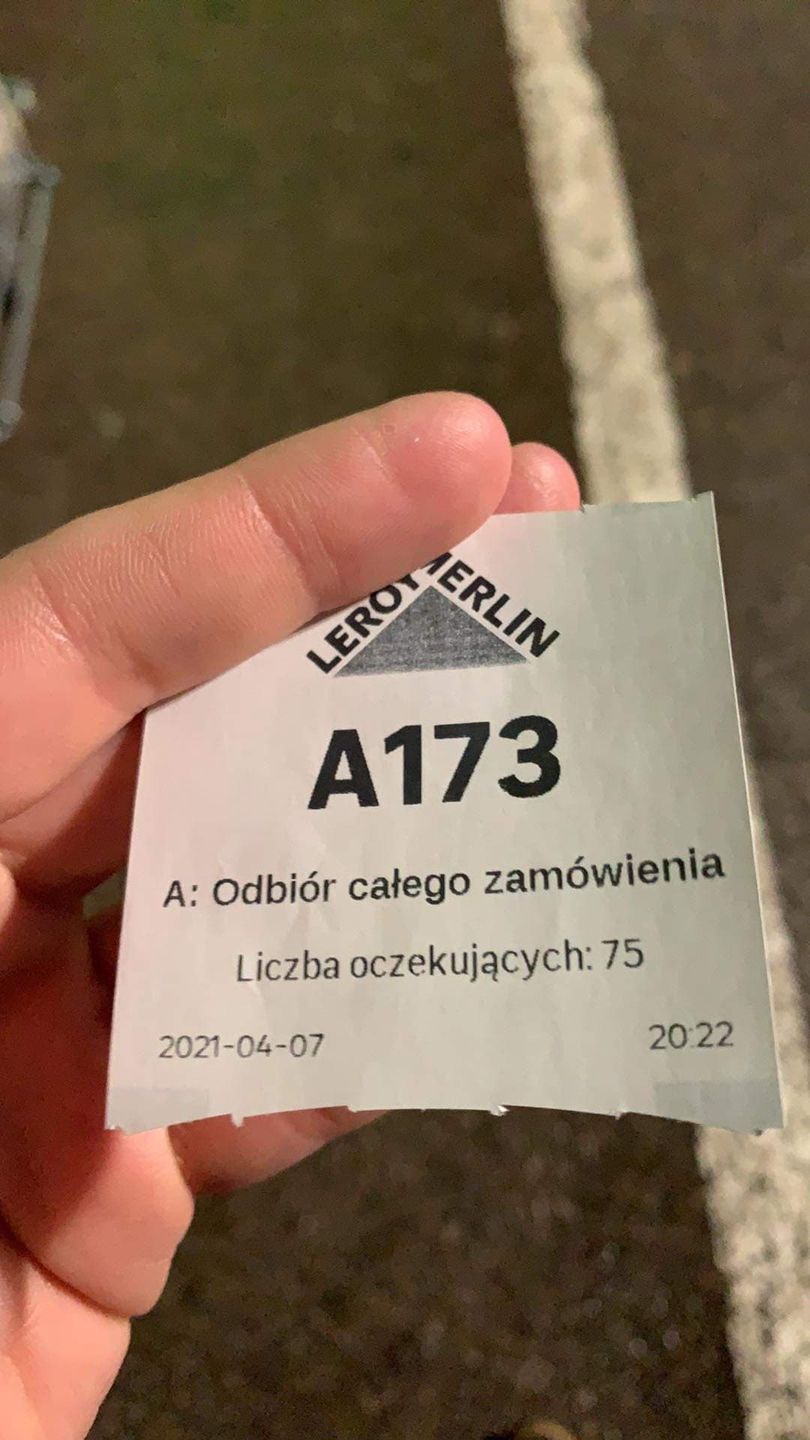 LEROY MERLIN
A173
A: Odbiór całego zamówienia
Liczba oczekujących: 75
2021-04-07 20:22